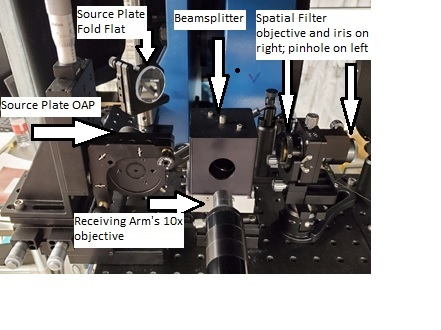 Source Plate
Fold Flat
Beamsplitter
Spatial Filter
objective and iris on
right; pinhole on left
Source Plate OAP
Receiving Arm's 10x
objective